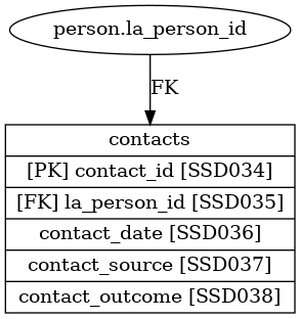 person.la_person_id
FK
contacts
[PK] contact_id [SSD034]
[FK] la_person_id [SSD035]
contact_date [SSD036]
contact_source [SSD037]
contact_outcome [SSD038]